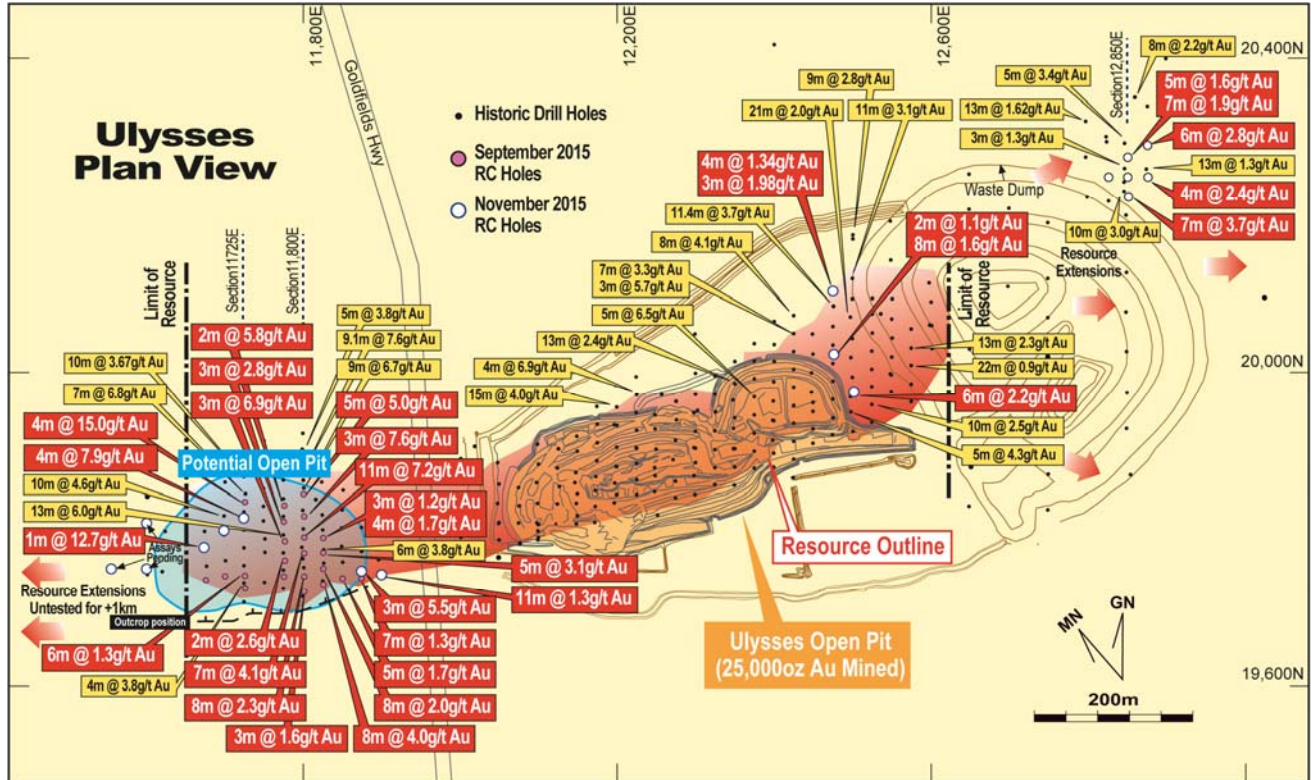 11,800E
12,200E
12,600E
20,400N
20,000N
19,600N
Ulysses
Plan View
Goldfields Hwy
Historic Drill Holes
September 2015
RC Holes
November 2015
RC Holes
9m @ 2.8g/t Au
21m @ 2.0g/t Au
11m @ 3.1g/t Au
4m @ 1.34g/t Au
3m @ 1.98g/t Au
11.4m @ 3.7g/t Au
8m @ 4.1g/t Au
7m @ 3.3g/t Au
3m @ 5.7g/t Au
5m @ 6.5g/t Au
13m @ 2.4g/t Au
4m @ 6.9g/t Au
15m @ 4.0g/t Au
2m @ 1.1g/t Au
8m @ 1.6g/t Au
Section12,850E
8m @ 2.2g/t Au
5m @ 3.4g/t Au
5m @ 1.6g/t Au
7m @ 1.9g/t Au
13m @ 1.62g/t Au
3m @ 1.3g/t Au
6m @ 2.8g/t Au
13m @ 1.3g/t Au
4m @ 2.4g/t Au
7m @ 3.7g/t Au
10m @ 3.0g/t Au
Waste Dump
Resource
Extensions
Limit of
Resource
13m @ 2.3g/t Au
22m @ 0.9g/t Au
6m @ 2.2g/t Au
10m @ 2.5g/t Au
5m @ 4.3g/t Au
Limit of
Resource
Section11725E
Section11,800E
2m @ 5.8g/t Au
3m @ 2.8g/t Au
3m @ 6.9g/t Au
5m @ 3.8g/t Au
9.1m @ 7.6g/t Au
9m @ 6.7g/t Au
10m @ 3.67g/t Au
7m @ 6.8g/t Au
4m @ 15.0g/t Au
4m @ 7.9g/t Au
10m @ 4.6g/t Au
13m @ 6.0g/t Au
1m @ 12.7g/t Au
Potential Open Pit
5m @ 5.0g/t Au
3m @ 7.6g/t Au
11m @ 7.2g/t Au
3m @ 1.2g/t Au
4m @ 1.7g/t Au
6m @ 3.8g/t Au
5m @ 3.1g/t Au
11m @ 1.3g/t Au
Assays
Pending
Resource Extensions
Untested for +1km
Outcrop position
6m @ 1.3g/t Au
4m @ 3.8g/t Au
2m @ 2.6g/t Au
7m @ 4.1g/t Au
8m @ 2.3g/t Au
3m @ 1.6g/t Au
3m @ 5.5g/t Au
7m @ 1.3g/t Au
5m @ 1.7g/t Au
8m @ 2.0g/t Au
8m @ 4.0g/t Au
Resource Outline
Ulysses Open Pit
(25,000oz Au Mined)
MN
GN
200m